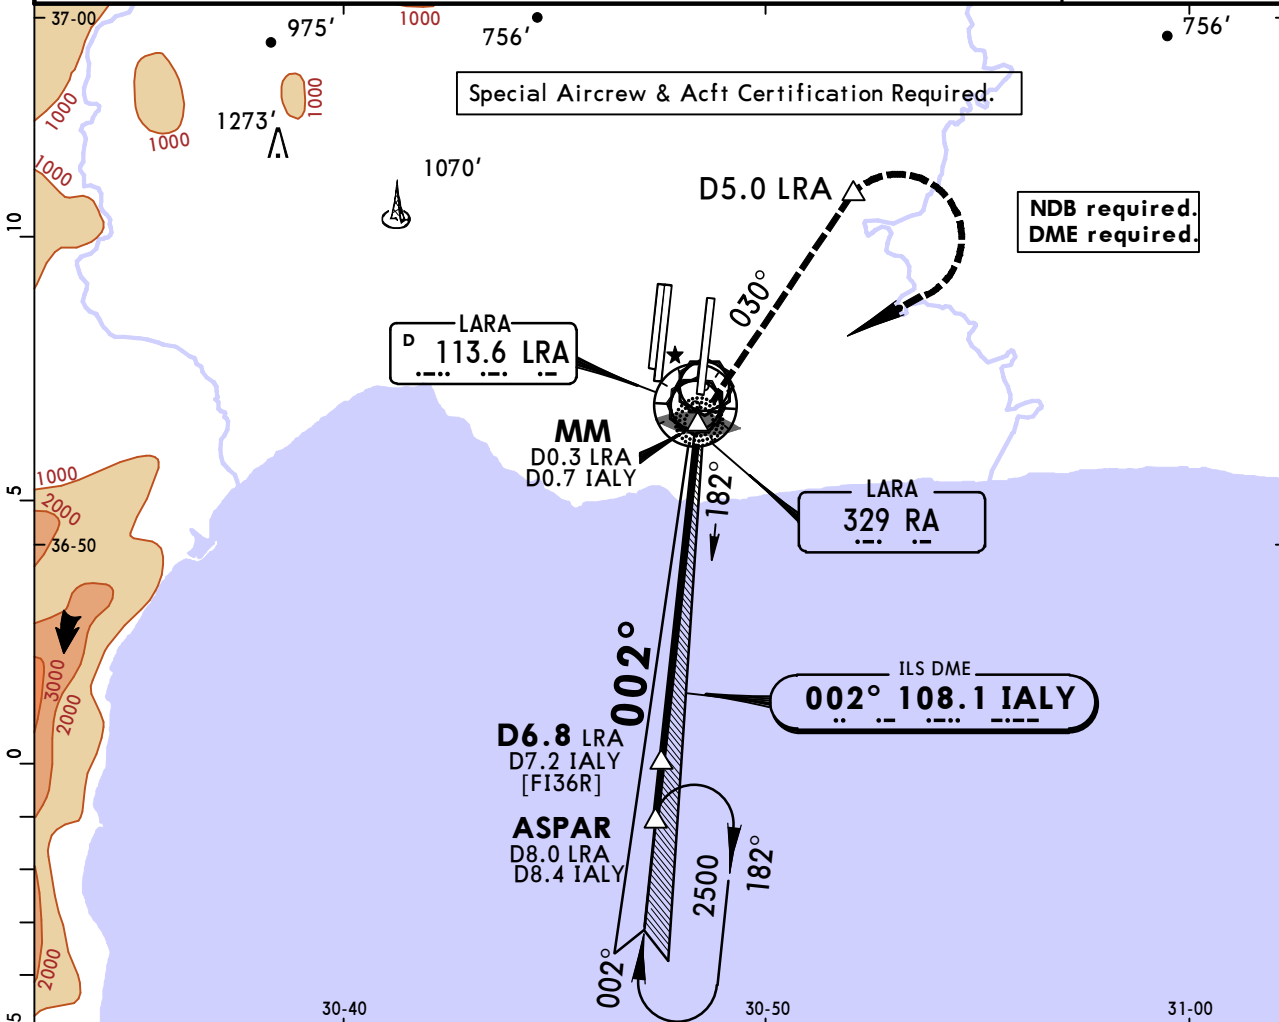 37-00
975'
1000
756'
756'
Special Aircrew & Acft Certification Required.
1000
1000
1273'
1000
1000
1070'
D5.0 LRA
NDB required.
DME required.
10
030°
LARA
D 113.6 LRA
MM
D0.3 LRA
D0.7 IALY
182°
LARA
329 RA
1000
2000
5
36-50
3000
2000
002°
ILS DME
002° 108.1 IALY
D6.8 LRA
D7.2 IALY
[FI36R]
0
ASPAR
D8.0 LRA
D8.4 IALY
2500
182°
002°
2000
5
30-40
30-50
31-00